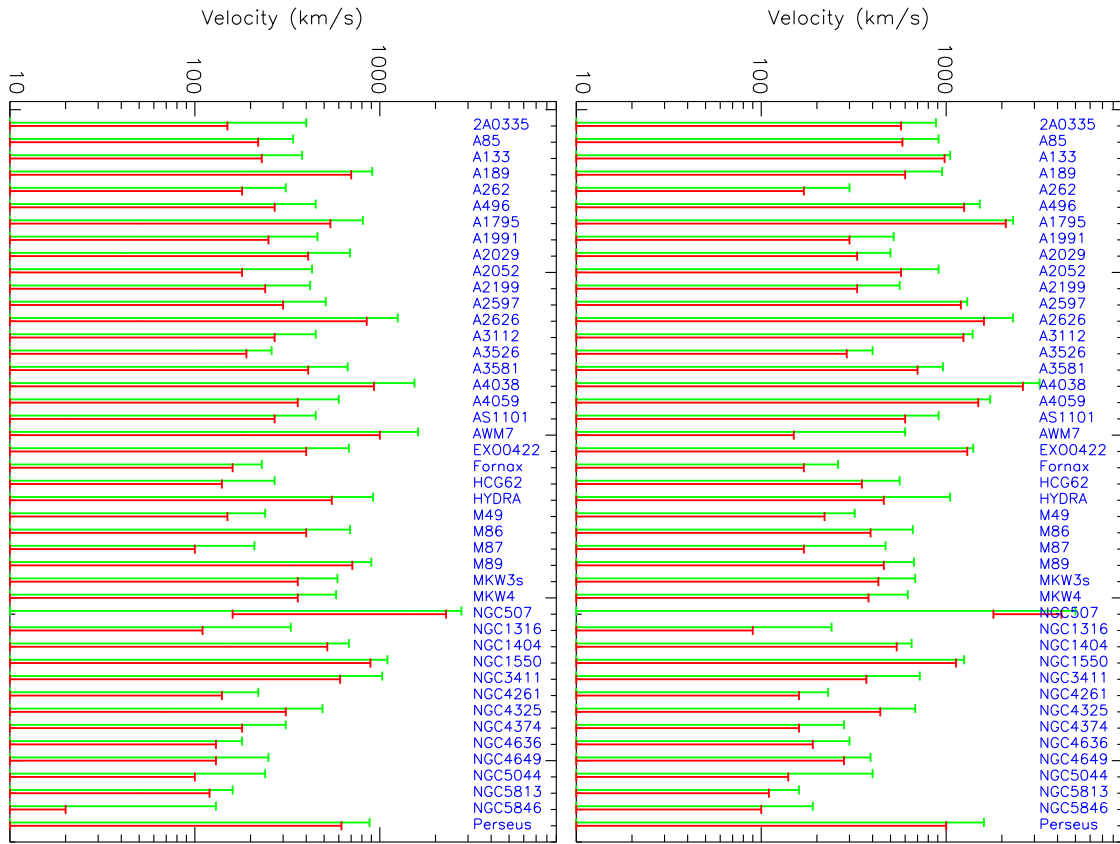 Velocity (km/s)
10
100
1000
2A0335
A85
A133
A189
A262
A496
A1795
A1991
A2029
A2052
A2199
A2597
A2626
A3112
A3526
A3581
A4038
A4059
AS1101
AWM7
EXO0422
Fornax
HCG62
HYDRA
M49
M86
M87
M89
MKW3s
MKW4
NGC507
NGC1316
NGC1404
NGC1550
NGC3411
NGC4261
NGC4325
NGC4374
NGC4636
NGC4649
NGC5044
NGC5813
NGC5846
Perseus
Velocity (km/s)
10
100
1000
2A0335
A85
A133
A189
A262
A496
A1795
A1991
A2029
A2052
A2199
A2597
A2626
A3112
A3526
A3581
A4038
A4059
AS1101
AWM7
EXO0422
Fornax
HCG62
HYDRA
M49
M86
M87
M89
MKW3s
MKW4
NGC507
NGC1316
NGC1404
NGC1550
NGC3411
NGC4261
NGC4325
NGC4374
NGC4636
NGC4649
NGC5044
NGC5813
NGC5846
Perseus